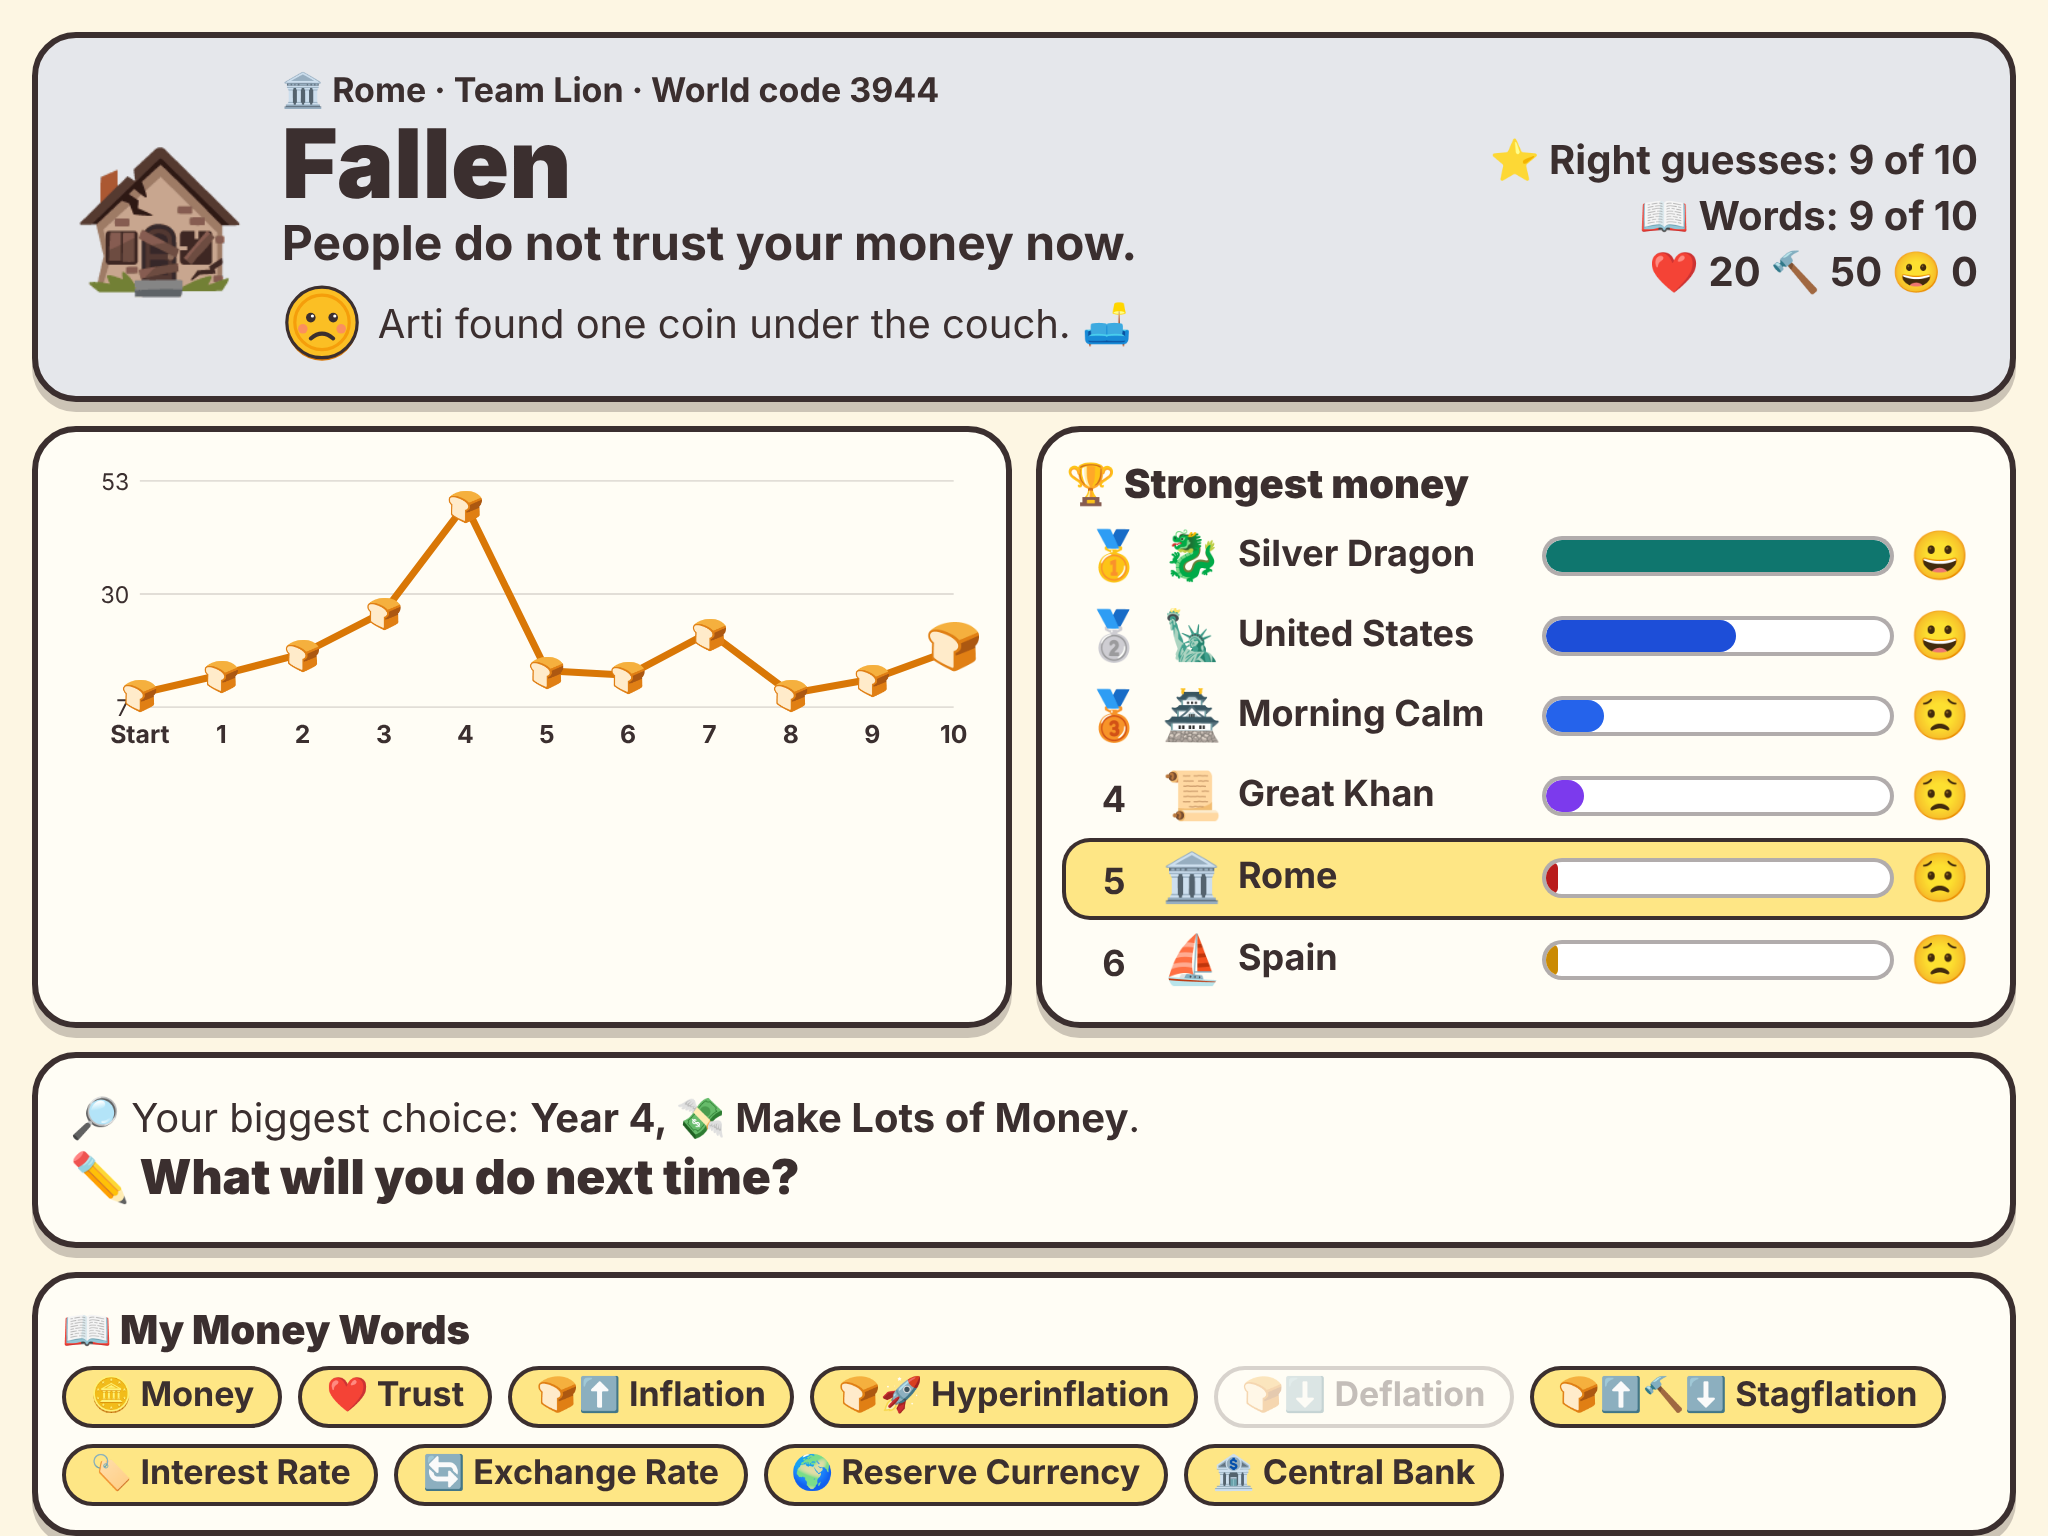 🏛️ Rome · Team Lion · World code 3944
Fallen
People do not trust your money now.
Arti found one coin under the couch. 🛋️
⭐ Right guesses: 9 of 10
📖 Words: 9 of 10
❤️ 20 🔨 50 😀 0
53
30
7
Start 1 2 3 4 5 6 7 8 9 10
🏆 Strongest money
🥇 🐉 Silver Dragon 😀
🥈 🗽 United States 😀
🥉 🏯 Morning Calm 😟
4 📜 Great Khan 😟
5 🏛️ Rome 😟
6 ⛵ Spain 😟
🔎 Your biggest choice: Year 4, 💸 Make Lots of Money.
✏️ What will you do next time?
📖 My Money Words
🪙 Money ❤️ Trust 🍞⬆️ Inflation 🍞🚀 Hyperinflation 🍞⬇️ Deflation 🍞⬆️🔨⬇️ Stagflation
🏷️ Interest Rate 🔄 Exchange Rate 🌍 Reserve Currency 🏦 Central Bank